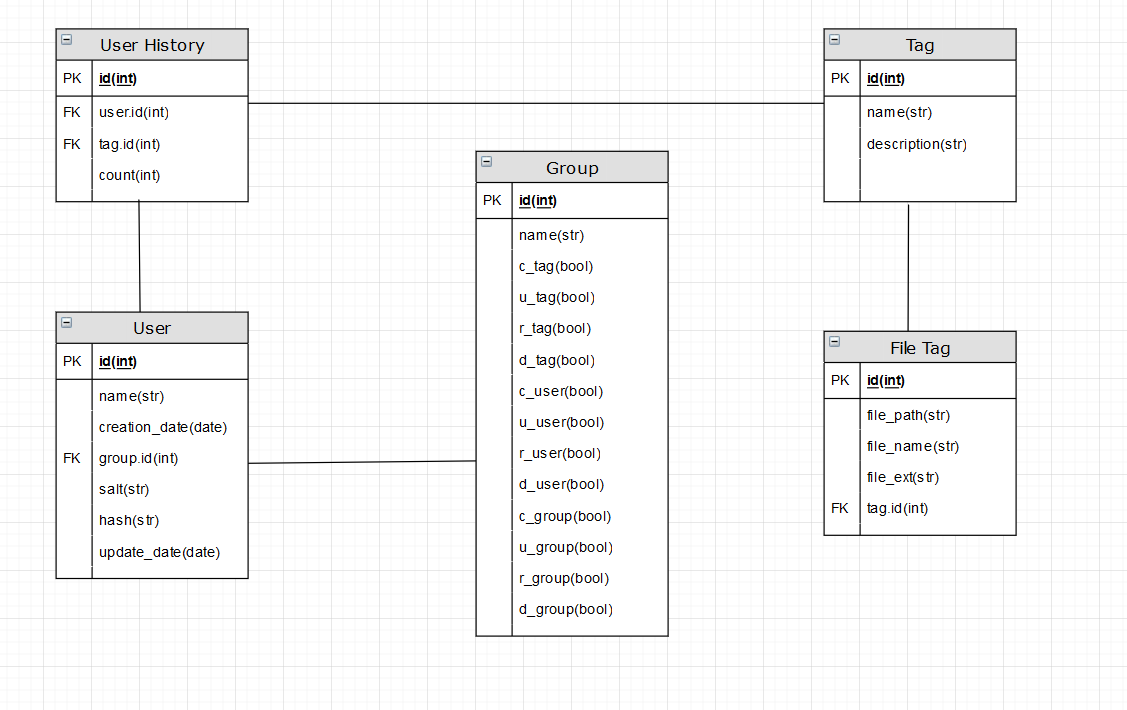 User History
PK id(int)
FK user.id(int)
FK tag.id(int)
count(int)
Tag
PK id(int)
name(str)
description(str)
Group
PK id(int)
name(str)
c_tag(bool)
u_tag(bool)
r_tag(bool)
d_tag(bool)
c_user(bool)
u_user(bool)
r_user(bool)
d_user(bool)
c_group(bool)
u_group(bool)
r_group(bool)
d_group(bool)
User
PK id(int)
name(str)
creation_date(date)
FK group.id(int)
salt(str)
hash(str)
update_date(date)
File Tag
PK id(int)
file_path(str)
file_name(str)
file_ext(str)
FK tag.id(int)